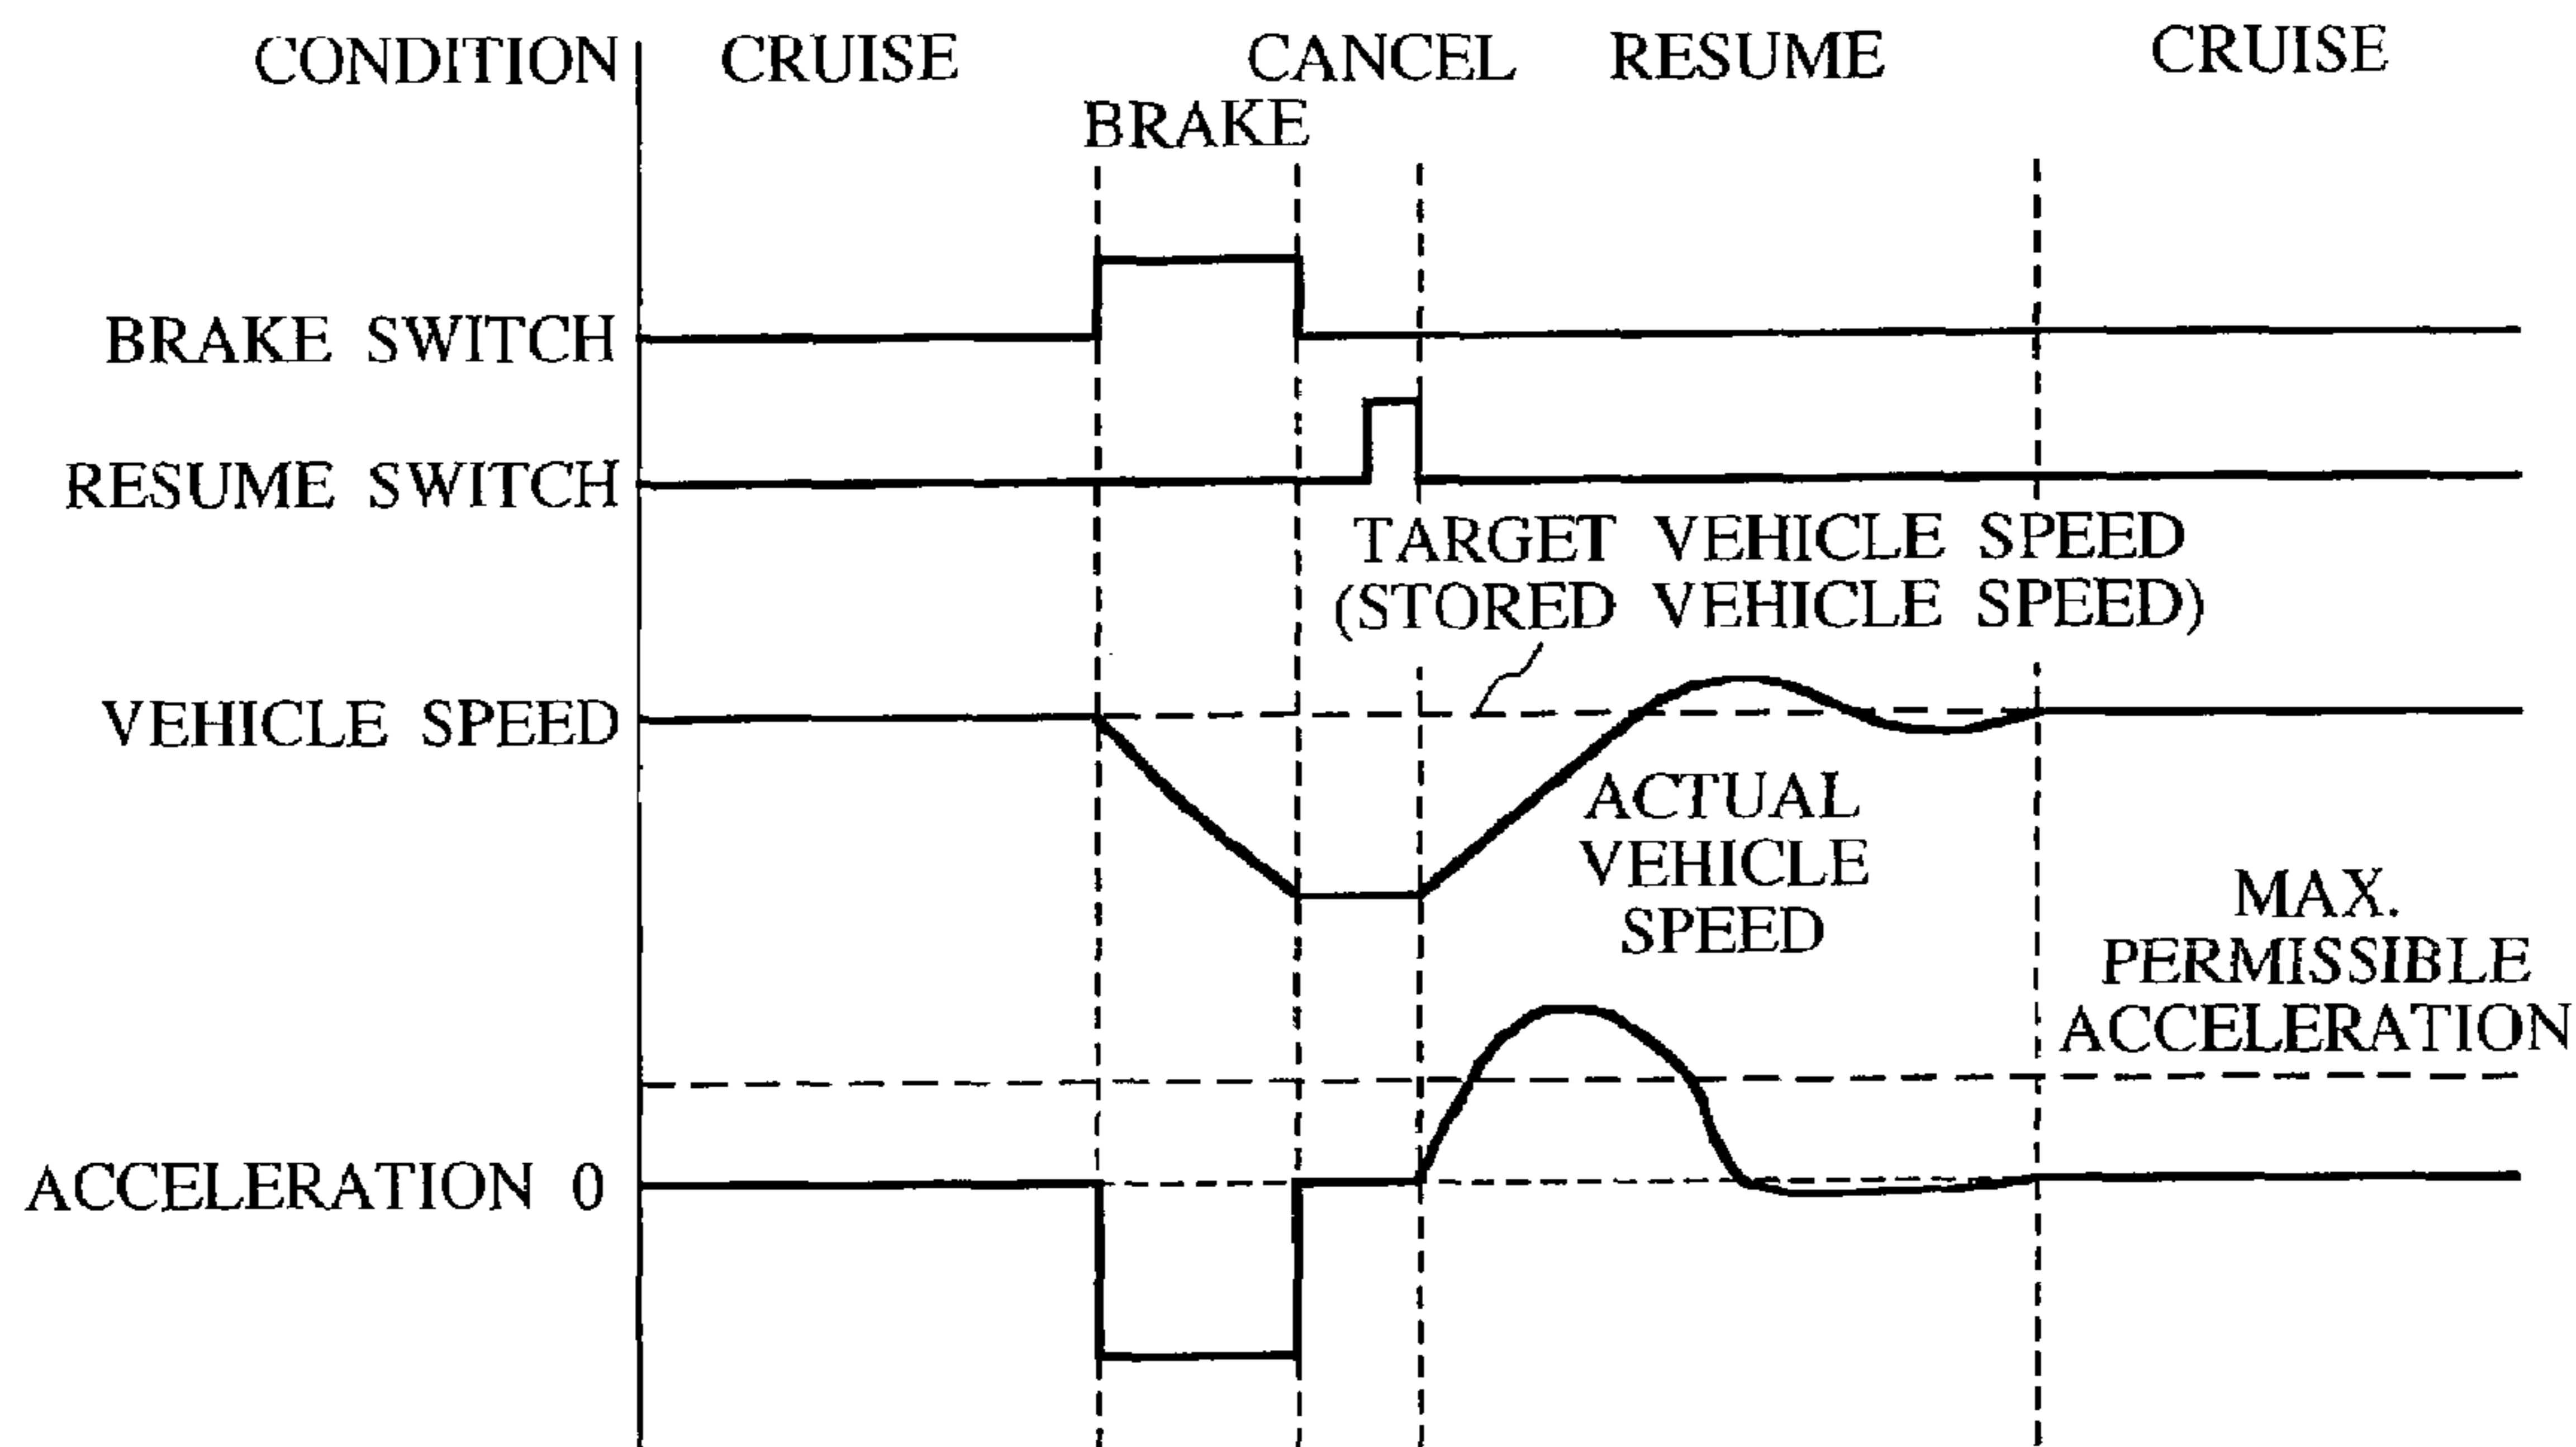 CONDITION CRUISE CANCEL RESUME CRUISE
BRAKE
BRAKE SWITCH
RESUME SWITCH
TARGET VEHICLE SPEED
(STORED VEHICLE SPEED)
VEHICLE SPEED
ACTUAL
VEHICLE
SPEED
MAX.
PERMISSIBLE
ACCELERATION
ACCELERATION 0